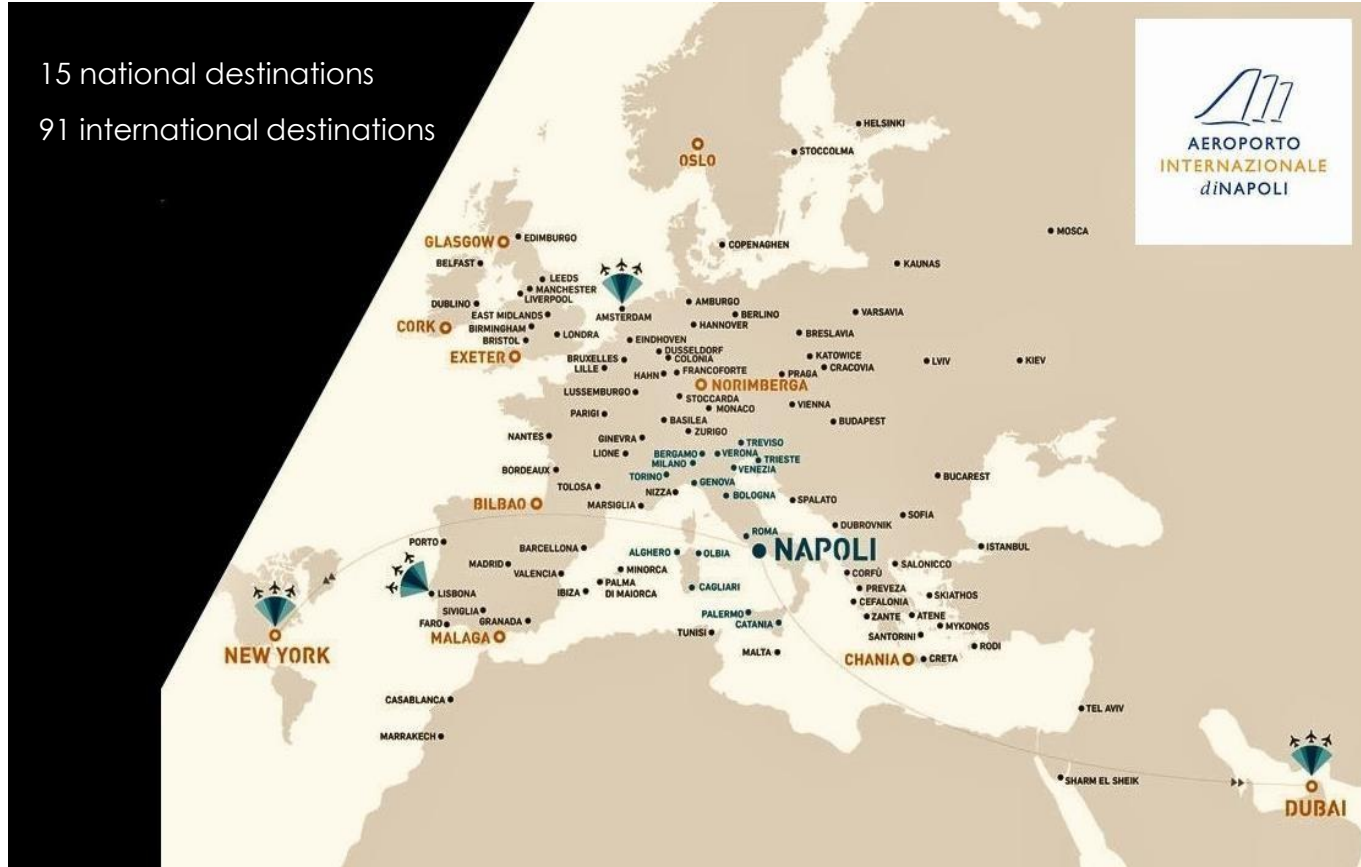 15 national destinations
91 international destinations
AEROPORTO
INTERNAZIONALE
diNAPOLI
HELSINKI
OSLO
STOCCOLMA
MOSCA
GLASGOW
EDIMBURGO
COPENAGHEN
BELFAST
KAUNAS
LEEDS
MANCHESTER
LIVERPOOL
DUBLINO
AMBURGO
EAST MIDLANDS
AMSTERDAM
BERLINO
VARSAVIA
CORK
BIRMINGHAM
HANNOVER
BRISTOL
LONDRA
EINDHOVEN
BRESLAVIA
EXETER
DUSSELDORF
BRUXELLES
COLONIA
KATOWICE
LVIV
KIEV
LILLE
HAHN
FRANCOFORTE
PRAGA
CRACOVIA
NORIMBERGA
LUSSEMBURGO
STOCCARDA
MONACO
VIENNA
PARIGI
BASILEA
BUDAPEST
NANTES
GINEVRA
ZURIGO
TREVISO
LIONE
BERGAMO
VERONA
TRIESTE
MILANO
VENEZIA
BORDEAUX
TORINO
GENOVA
BUCAREST
TOLOSA
NIZZA
BOLOGNA
SPALATO
BILBAO
MARSIGLIA
SOFIA
DUBROVNIK
ROMA
NAPOLI
PORTO
BARCELLONA
ALGHERO
OLBIA
ISTANBUL
MADRID
VALENCIA
MINORCA
CORFÙ
SALONICCO
LISBONA
IBIZA
PALMA
DI MAIORCA
CAGLIARI
PREVEZA
SKIATHOS
CEFALONIA
SIVIGLIA
PALERMO
ZANTE
ATENE
FARO
GRANADA
CATANIA
MYKONOS
MALAGA
TUNISI
SANTORINI
NEW YORK
MALTA
CHANIA
CRETA
RODI
CASABLANCA
TEL AVIV
MARRAKECH
SHARM EL SHEIK
DUBAI